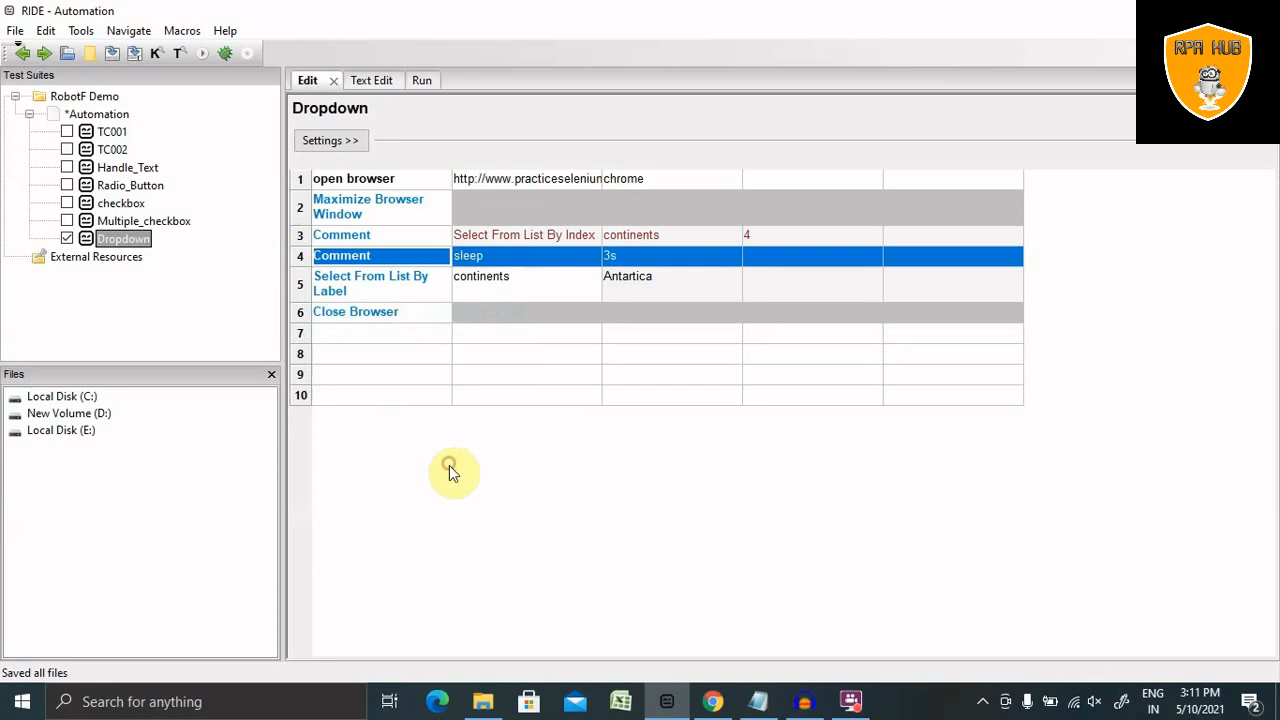 RIDE - Automation
File Edit Tools Navigate Macros Help
Test Suites
RobotF Demo
*Automation
TC001
TC002
Handle_Text
Radio_Button
checkbox
Multiple_checkbox
Dropdown
External Resources
Files
Local Disk (C:)
New Volume (D:)
Local Disk (E:)
Edit Text Edit Run
Dropdown
Settings >>
1 open browser http://www.practiceseleniun chrome
2 Maximize Browser
Window
3 Comment Select From List By Index continents 4
4 Comment sleep 3s
5 Select From List By
Label continents Antartica
6 Close Browser
7
8
9
10
RPA HUB
Saved all files
Search for anything
ENG
IN
3:11 PM
5/10/2021
2